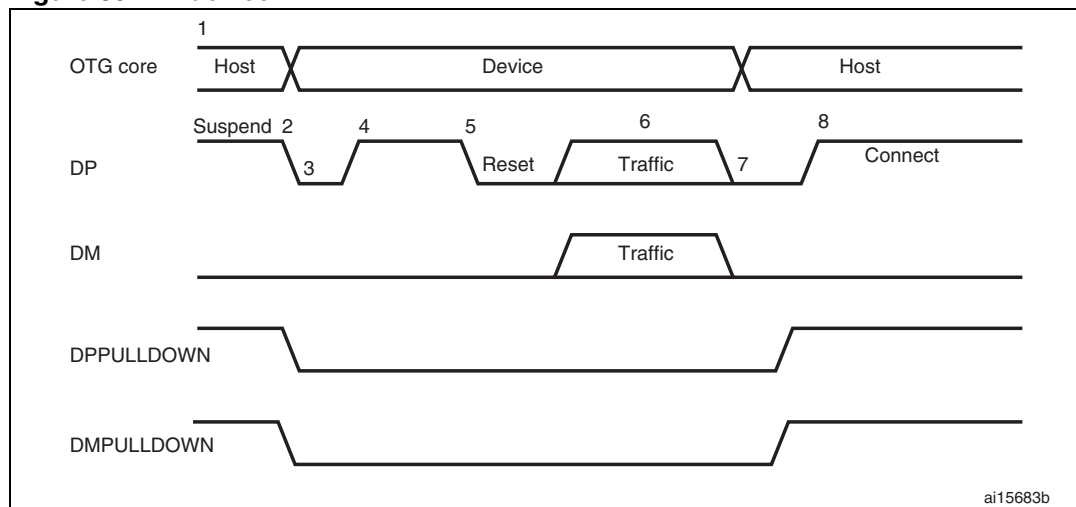 1
OTG core Host Device Host
Suspend 2 4 5 6 8
DP 3 Reset Traffic 7 Connect
DM Traffic
DPPULLDOWN
DMPULLDOWN
ai15683b